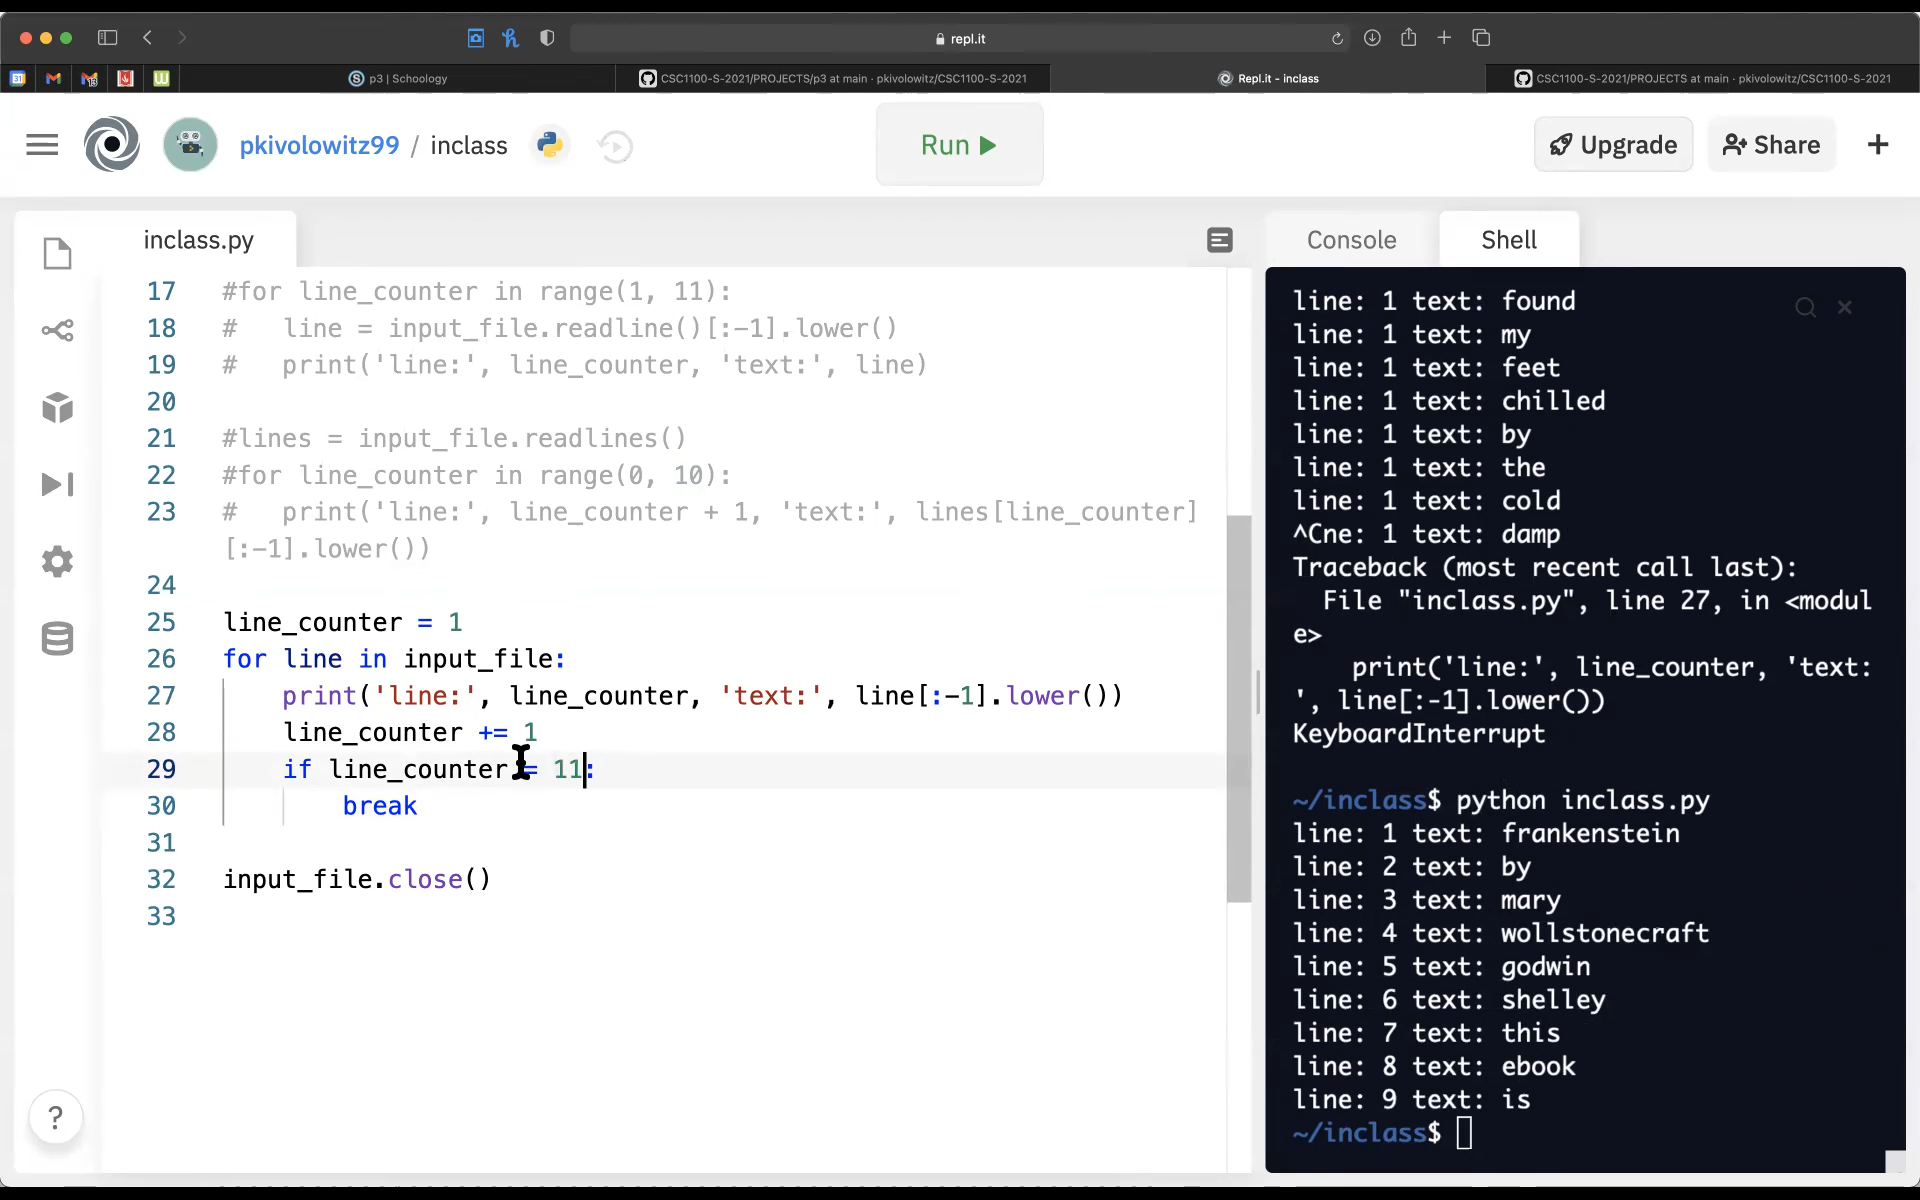 repl.it
31
13
p3 | Schoology
CSC1100-S-2021/PROJECTS/p3 at main · pkivolowitz/CSC1100-S-2021
Repl.it - inclass
CSC1100-S-2021/PROJECTS at main · pkivolowitz/CSC1100-S-2021
pkivolowitz99 / inclass
Run
Upgrade
Share
inclass.py
17 #for line_counter in range(1, 11):
18 #   line = input_file.readline()[:-1].lower()
19 #   print('line:', line_counter, 'text:', line)
20
21 #lines = input_file.readlines()
22 #for line_counter in range(0, 10):
23 #   print('line:', line_counter + 1, 'text:', lines[line_counter]
[:-1].lower())
24
25 line_counter = 1
26 for line in input_file:
27     print('line:', line_counter, 'text:', line[:-1].lower())
28     line_counter += 1
29     if line_counter = 11:
30         break
31
32 input_file.close()
33
?
Console
Shell
line: 1 text: found
line: 1 text: my
line: 1 text: feet
line: 1 text: chilled
line: 1 text: by
line: 1 text: the
line: 1 text: cold
^Cne: 1 text: damp
Traceback (most recent call last):
  File "inclass.py", line 27, in <modul
e>
    print('line:', line_counter, 'text:
', line[:-1].lower())
KeyboardInterrupt
~/inclass$ python inclass.py
line: 1 text: frankenstein
line: 2 text: by
line: 3 text: mary
line: 4 text: wollstonecraft
line: 5 text: godwin
line: 6 text: shelley
line: 7 text: this
line: 8 text: ebook
line: 9 text: is
~/inclass$